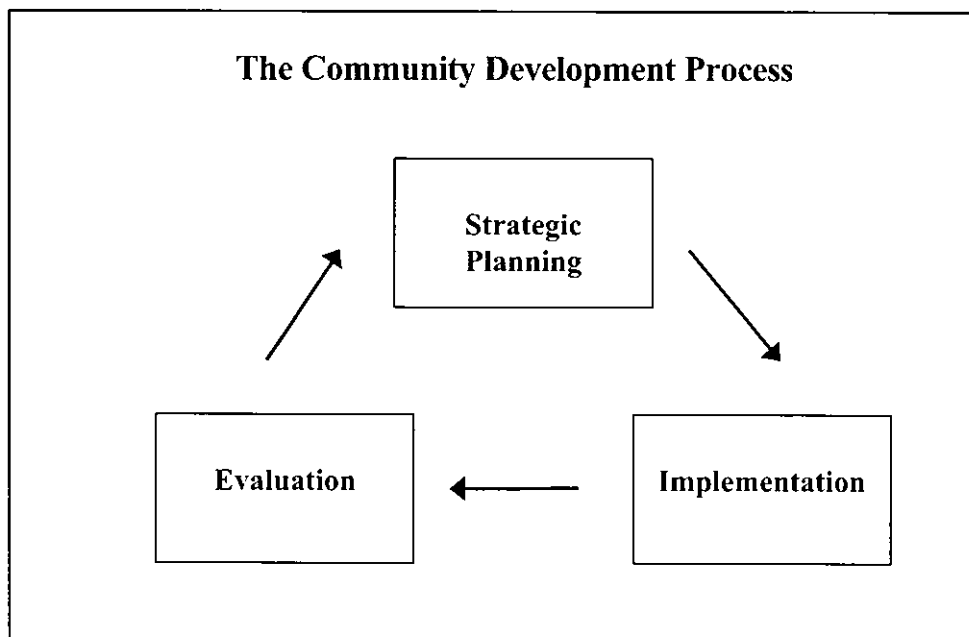 The Community Development Process
Strategic
Planning
Evaluation
Implementation